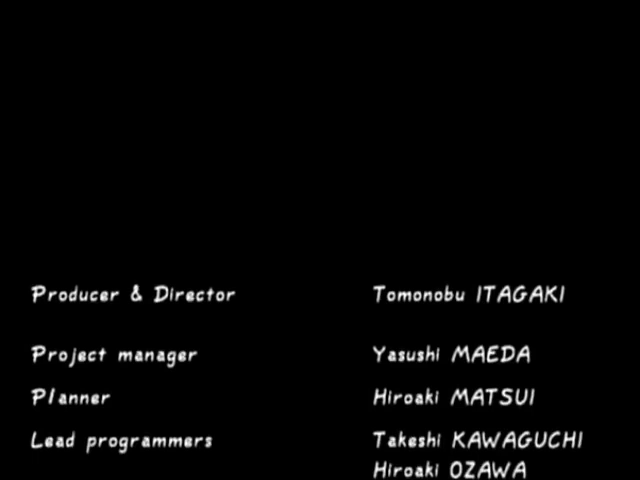 Producer & Director Tomonobu ITAGAKI
Project manager Yasushi MAEDA
Planner Hiroaki MATSUI
Lead programmers Takeshi KAWAGUCHI
Hiroaki OZAWA